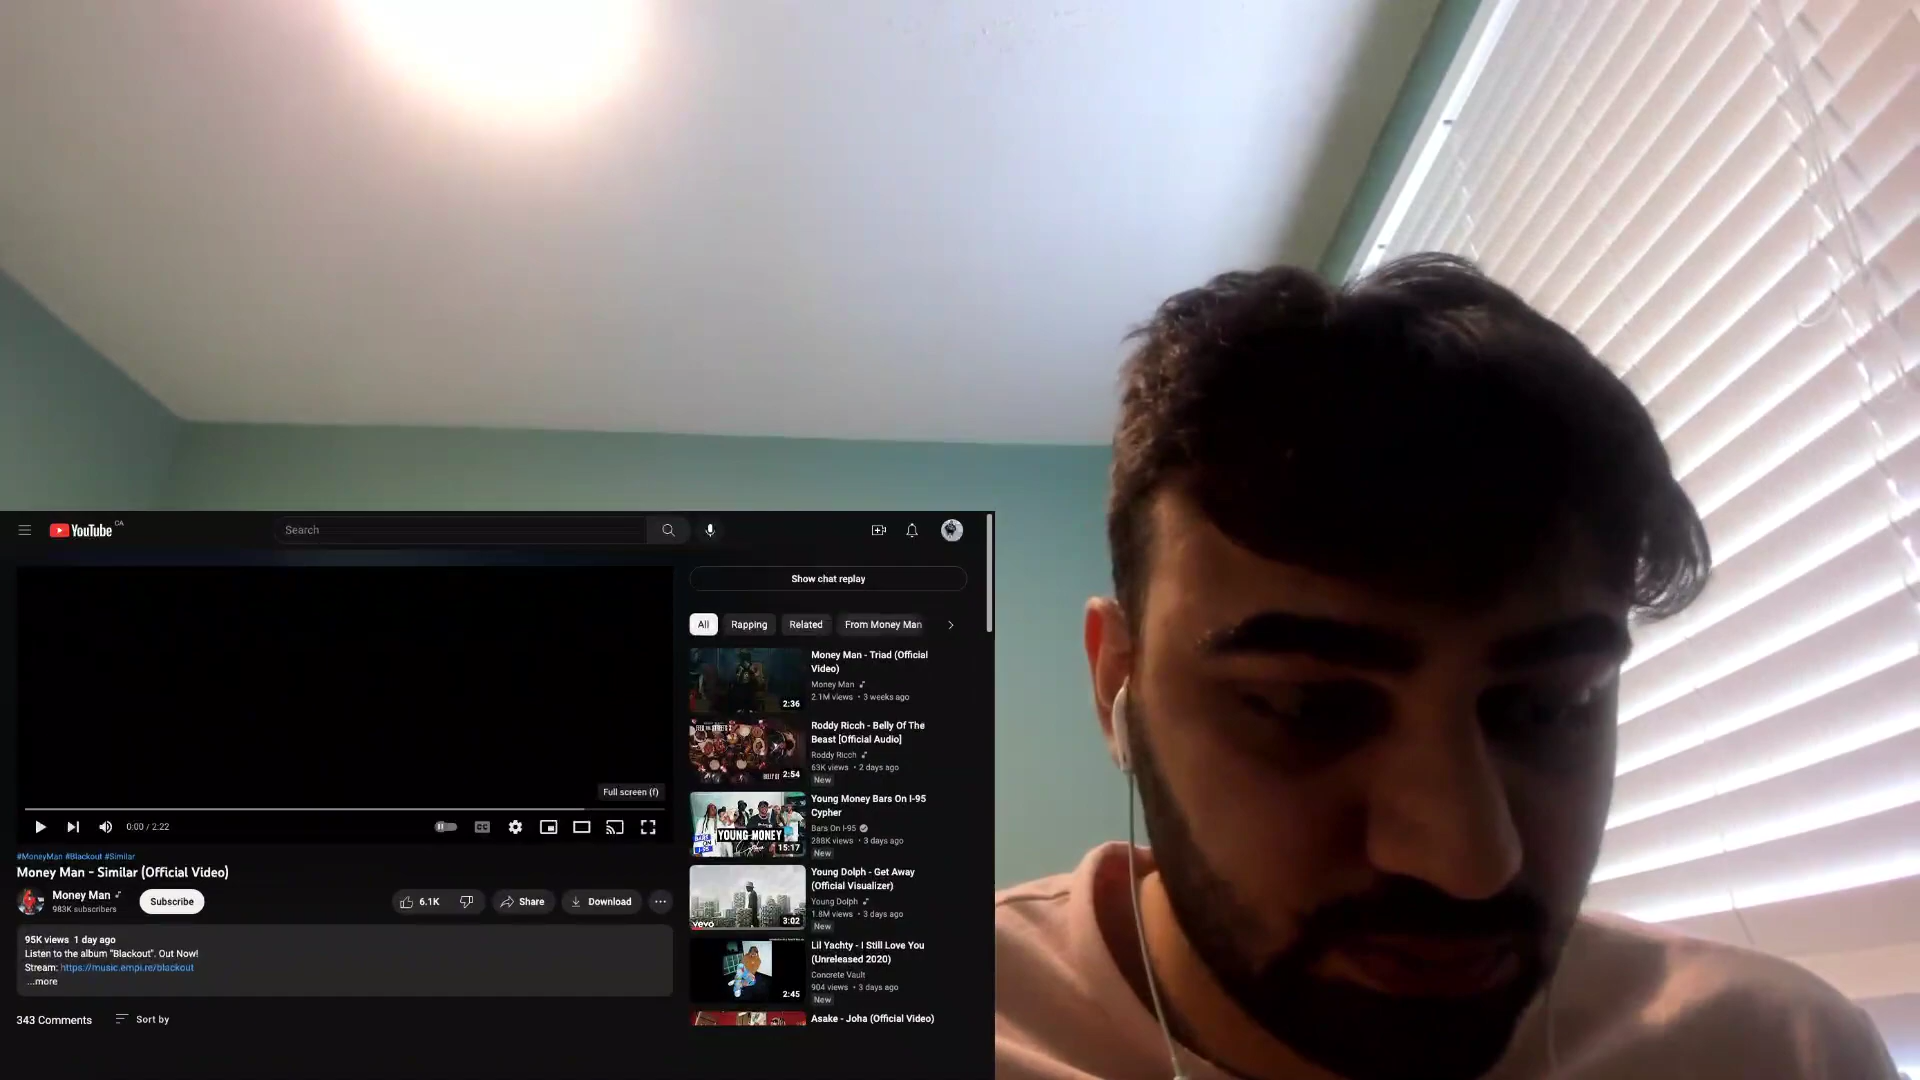 YouTube CA
Search
Show chat replay
All
Rapping
Related
From Money Man
Full screen (f)
0:00 / 2:22
CC
#MoneyMan #Blackout #Similar
Money Man - Similar (Official Video)
Money Man
983K subscribers
Subscribe
6.1K
Share
Download
95K views 1 day ago
Listen to the album "Blackout". Out Now!
Stream: https://music.empi.re/blackout
...more
343 Comments
Sort by
2:36
Money Man - Triad (Official
Video)
Money Man
2.1M views • 3 weeks ago
2:54
Roddy Ricch - Belly Of The
Beast [Official Audio]
Roddy Ricch
63K views • 2 days ago
New
BARS
ON
I-95
YOUNG MONEY
15:17
Young Money Bars On I-95
Cypher
Bars On I-95
288K views • 3 days ago
New
vevo
3:02
Young Dolph - Get Away
(Official Visualizer)
Young Dolph
1.8M views • 3 days ago
New
2:45
Lil Yachty - I Still Love You
(Unreleased 2020)
Concrete Vault
904 views • 3 days ago
New
Asake - Joha (Official Video)